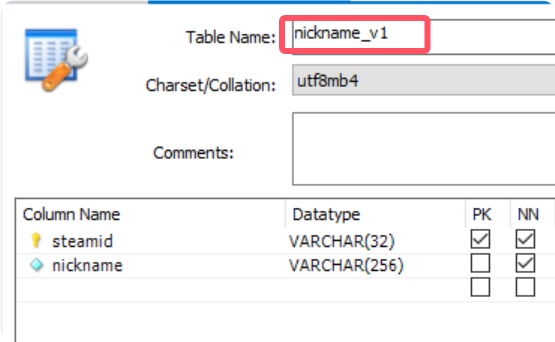 Table Name: nickname_v1
Charset/Collation: utf8mb4
Comments:
Column Name Datatype PK NN
steamid VARCHAR(32)
nickname VARCHAR(256)